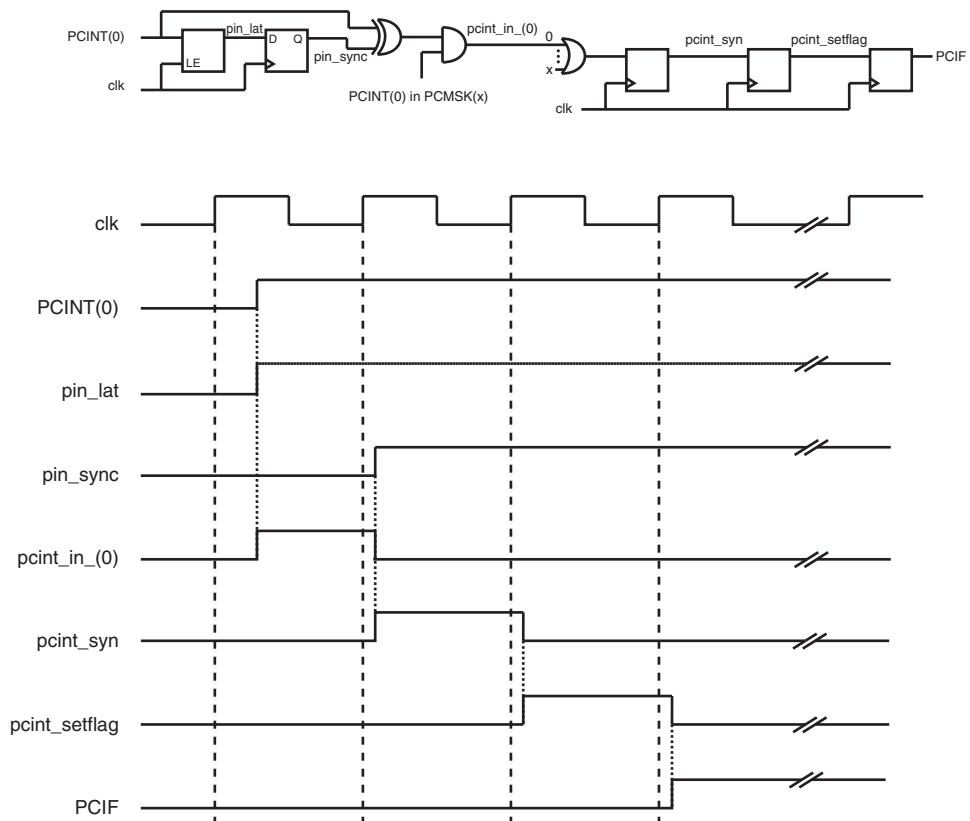 PCINT(0)
pin_lat
D Q
LE
pin_sync
clk
PCINT(0) in PCMSK(x)
pcint_in_(0)
0
x
clk
pcint_syn
pcint_setflag
PCIF
clk
PCINT(0)
pin_lat
pin_sync
pcint_in_(0)
pcint_syn
pcint_setflag
PCIF